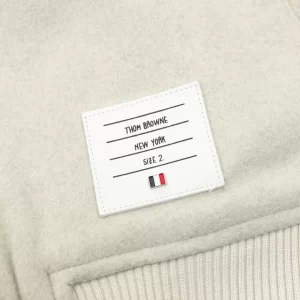 THOM BROWNE
NEW YORK
SIZE 2.